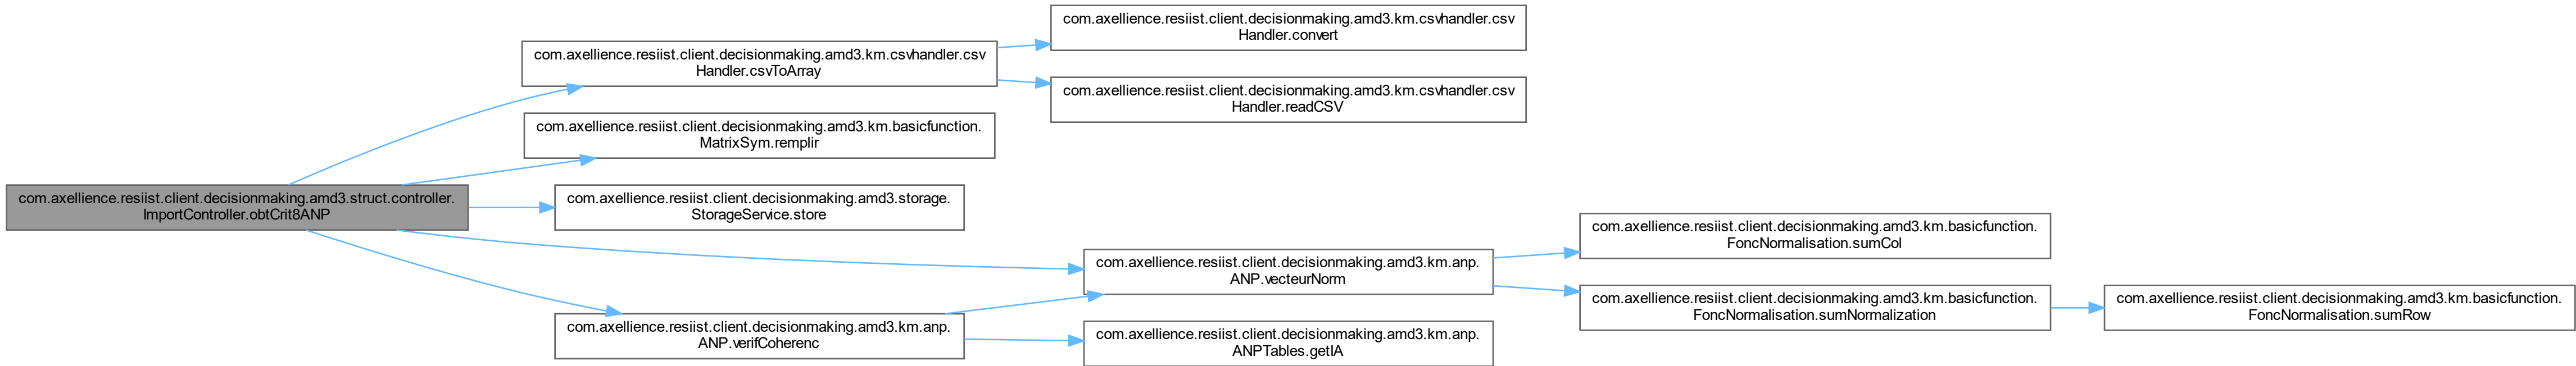 com.axellience.resiist.client.decisionmaking.amd3.struct.controller.
ImportController.obtCrit8ANP
com.axellience.resiist.client.decisionmaking.amd3.km.csvhandler.csv
Handler.csvToArray
com.axellience.resiist.client.decisionmaking.amd3.km.csvhandler.csv
Handler.convert
com.axellience.resiist.client.decisionmaking.amd3.km.csvhandler.csv
Handler.readCSV
com.axellience.resiist.client.decisionmaking.amd3.km.basicfunction.
MatrixSym.remplir
com.axellience.resiist.client.decisionmaking.amd3.storage.
StorageService.store
com.axellience.resiist.client.decisionmaking.amd3.km.anp.
ANP.vecteurNorm
com.axellience.resiist.client.decisionmaking.amd3.km.basicfunction.
FoncNormalisation.sumCol
com.axellience.resiist.client.decisionmaking.amd3.km.basicfunction.
FoncNormalisation.sumNormalization
com.axellience.resiist.client.decisionmaking.amd3.km.basicfunction.
FoncNormalisation.sumRow
com.axellience.resiist.client.decisionmaking.amd3.km.anp.
ANP.verifCoherenc
com.axellience.resiist.client.decisionmaking.amd3.km.anp.
ANPTables.getIA